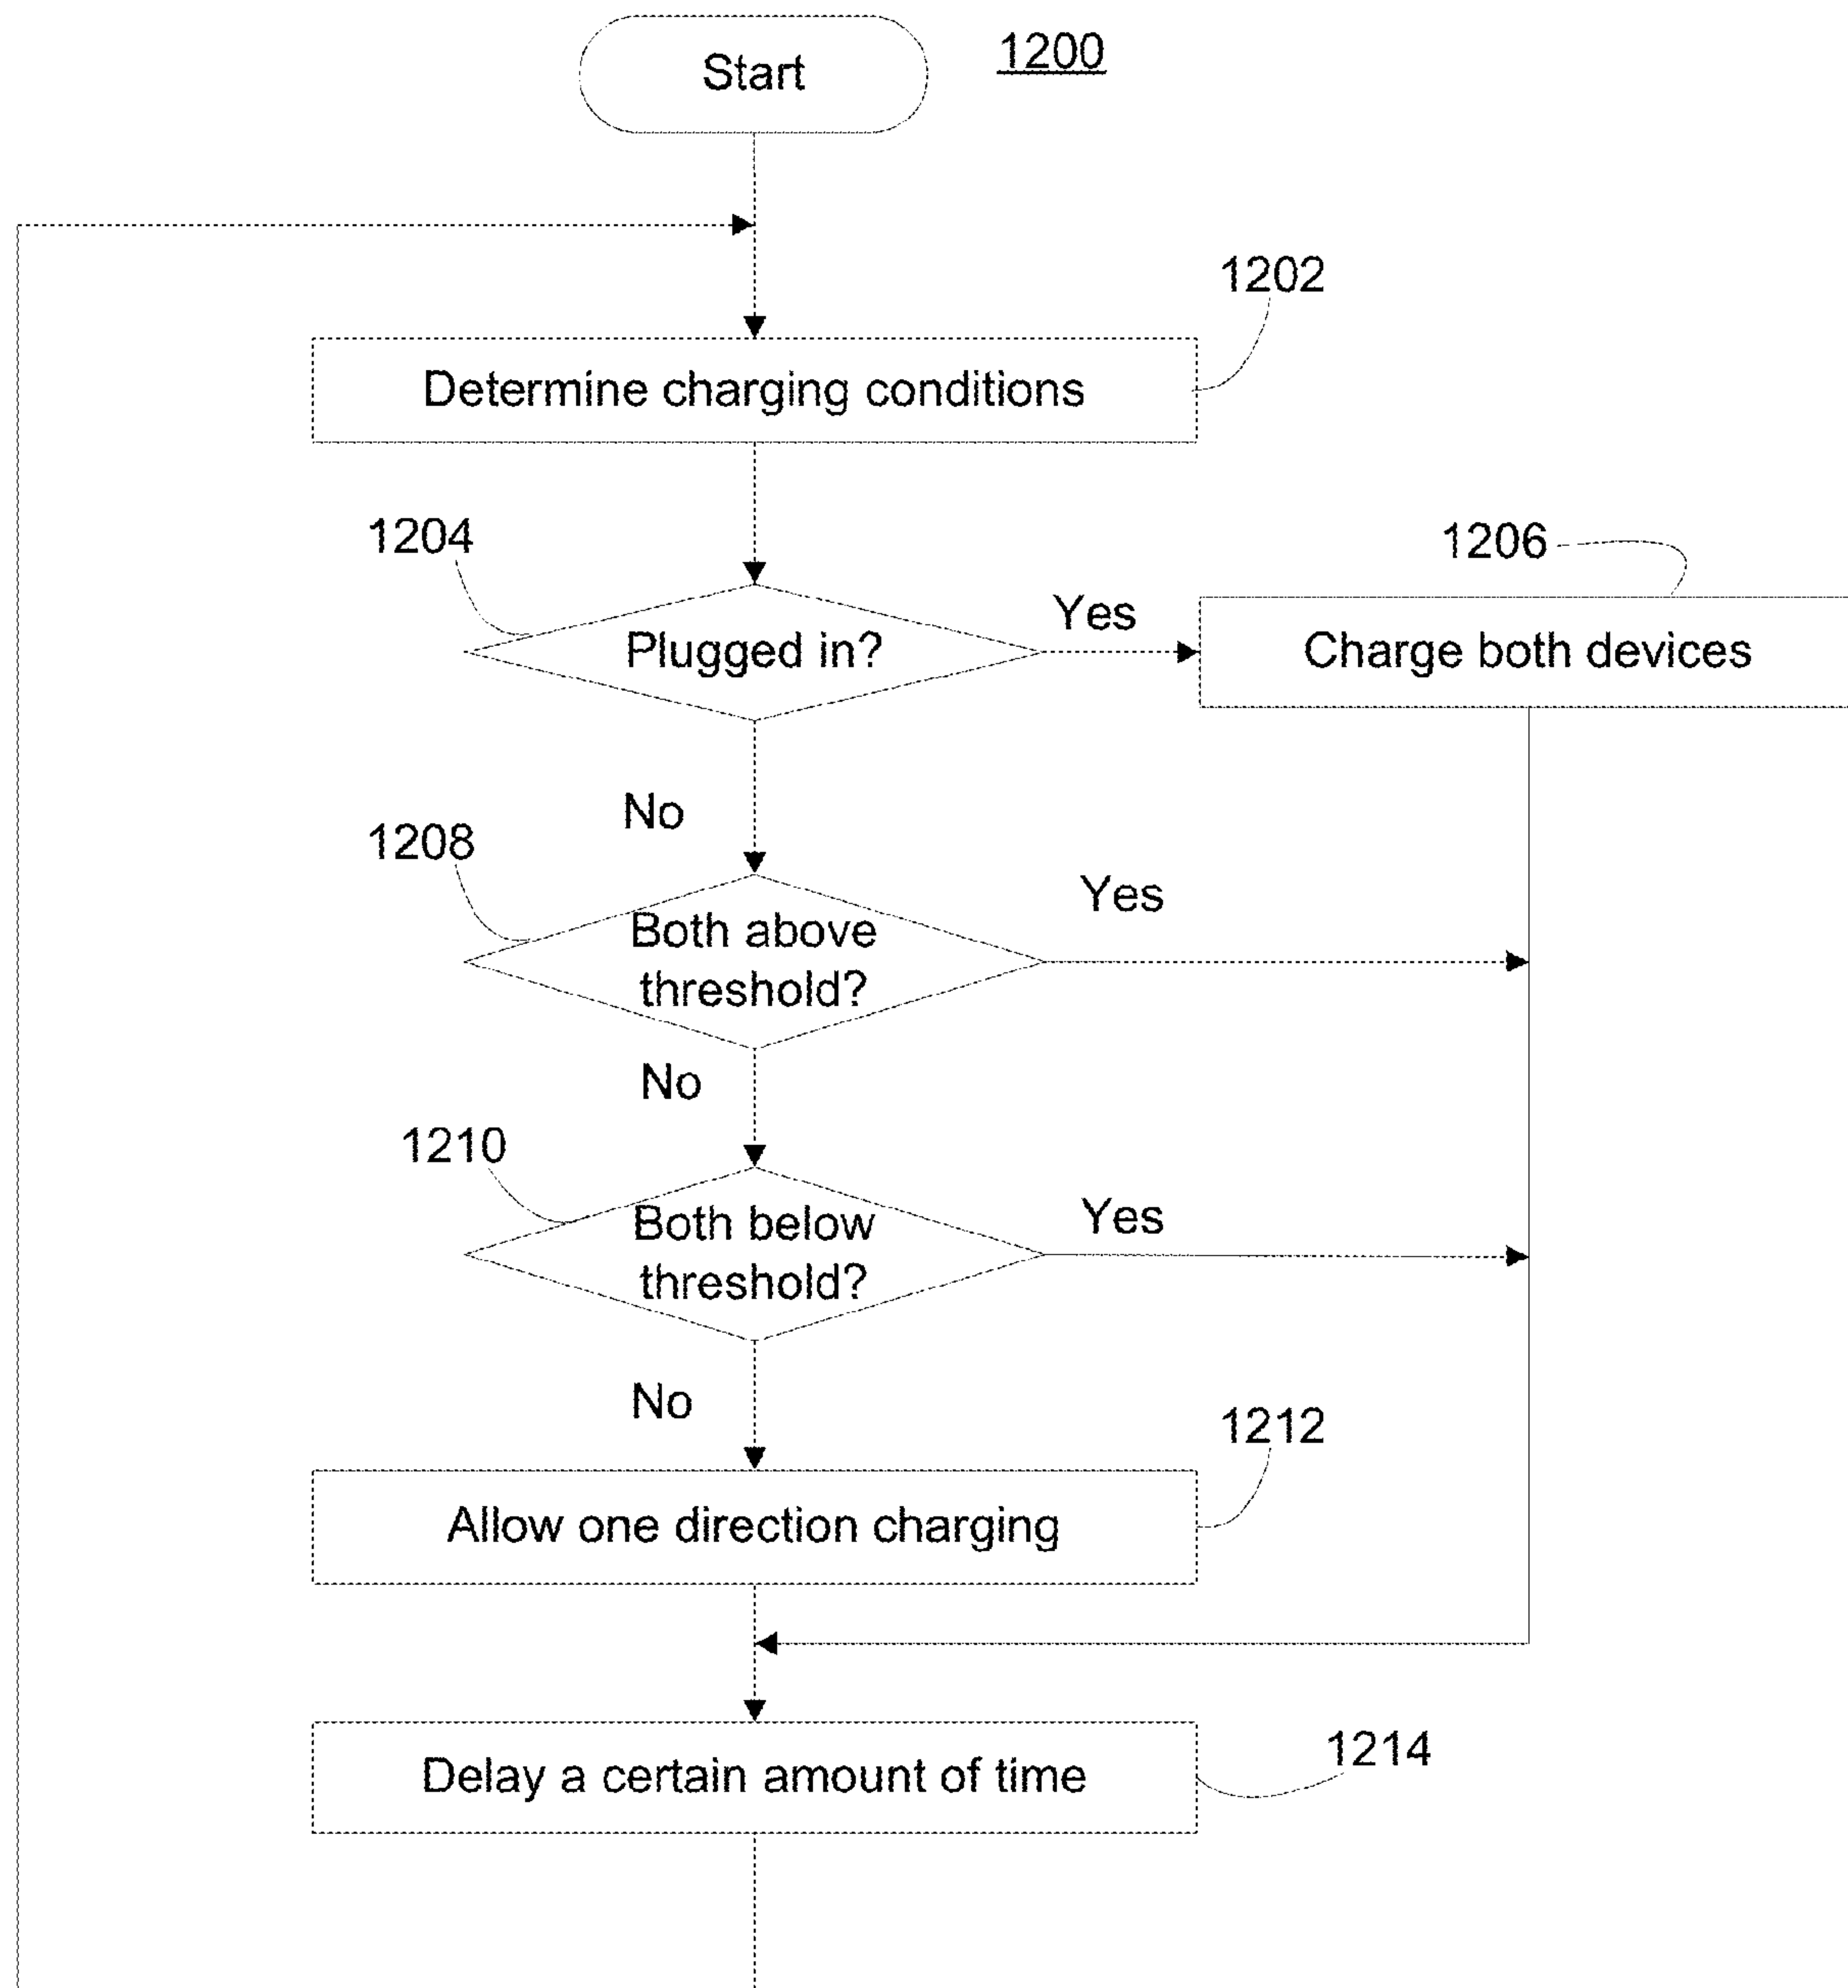 Start
1200
1202
Determine charging conditions
1204
1206
Yes
Plugged in?
Charge both devices
No
1208
Yes
Both above
threshold?
No
1210
Yes
Both below
threshold?
No
1212
Allow one direction charging
1214
Delay a certain amount of time